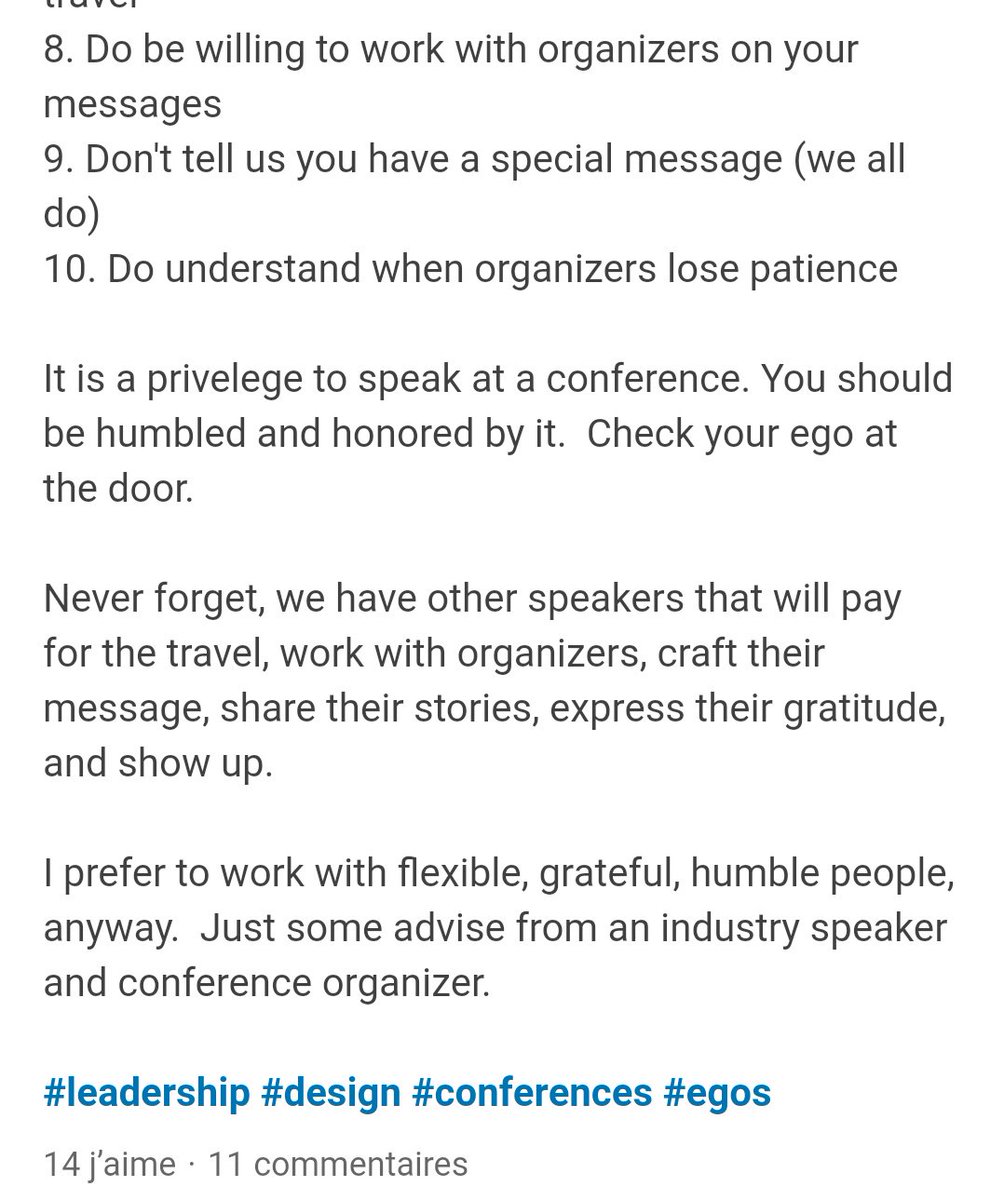 travel
8. Do be willing to work with organizers on your
messages
9. Don't tell us you have a special message (we all
do)
10. Do understand when organizers lose patience
It is a privelege to speak at a conference. You should
be humbled and honored by it.  Check your ego at
the door.
Never forget, we have other speakers that will pay
for the travel, work with organizers, craft their
message, share their stories, express their gratitude,
and show up.
I prefer to work with flexible, grateful, humble people,
anyway.  Just some advise from an industry speaker
and conference organizer.
#leadership #design #conferences #egos
14 j’aime · 11 commentaires